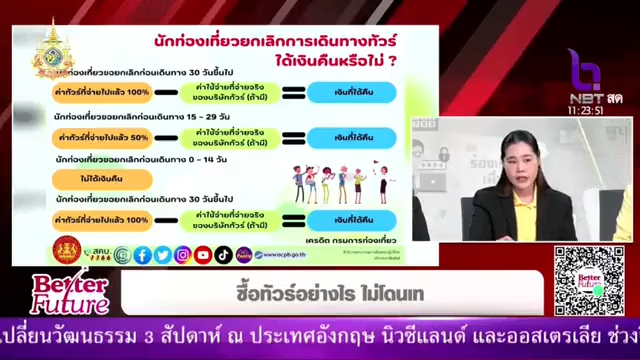 นักท่องเที่ยวยกเลิกการเดินทางทัวร์
ได้เงินคืนหรือไม่ ?
นักท่องเที่ยวขอยกเลิกก่อนเดินทาง 30 วันขึ้นไป
ค่าทัวร์ที่จ่ายไปแล้ว 100%
ค่าใช้จ่ายที่จ่ายจริง
ของบริษัททัวร์ (ถ้ามี)
เงินที่ได้คืน
นักท่องเที่ยวขอยกเลิกก่อนเดินทาง 15 - 29 วัน
ค่าทัวร์ที่จ่ายไปแล้ว 50%
ค่าใช้จ่ายที่จ่ายจริง
ของบริษัททัวร์ (ถ้ามี)
เงินที่ได้คืน
นักท่องเที่ยวขอยกเลิกก่อนเดินทาง 0 - 14 วัน
ไม่ได้เงินคืน
นักท่องเที่ยวขอยกเลิกก่อนเดินทาง 30 วันขึ้นไป
ค่าทัวร์ที่จ่ายไปแล้ว 100%
ค่าใช้จ่ายที่จ่ายจริง
ของบริษัททัวร์ (ถ้ามี)
เงินที่ได้คืน
เครดิต กรมการท่องเที่ยว
สคบ.
1166
www.ocpb.go.th
NBT สด
11:23:51
Better
Future
ซื้อทัวร์อย่างไร ไม่โดนเท
Better
Future
เปลี่ยนวัฒนธรรม 3 สัปดาห์ ณ ประเทศอังกฤษ นิวซีแลนด์ และออสเตรเลีย ช่วง